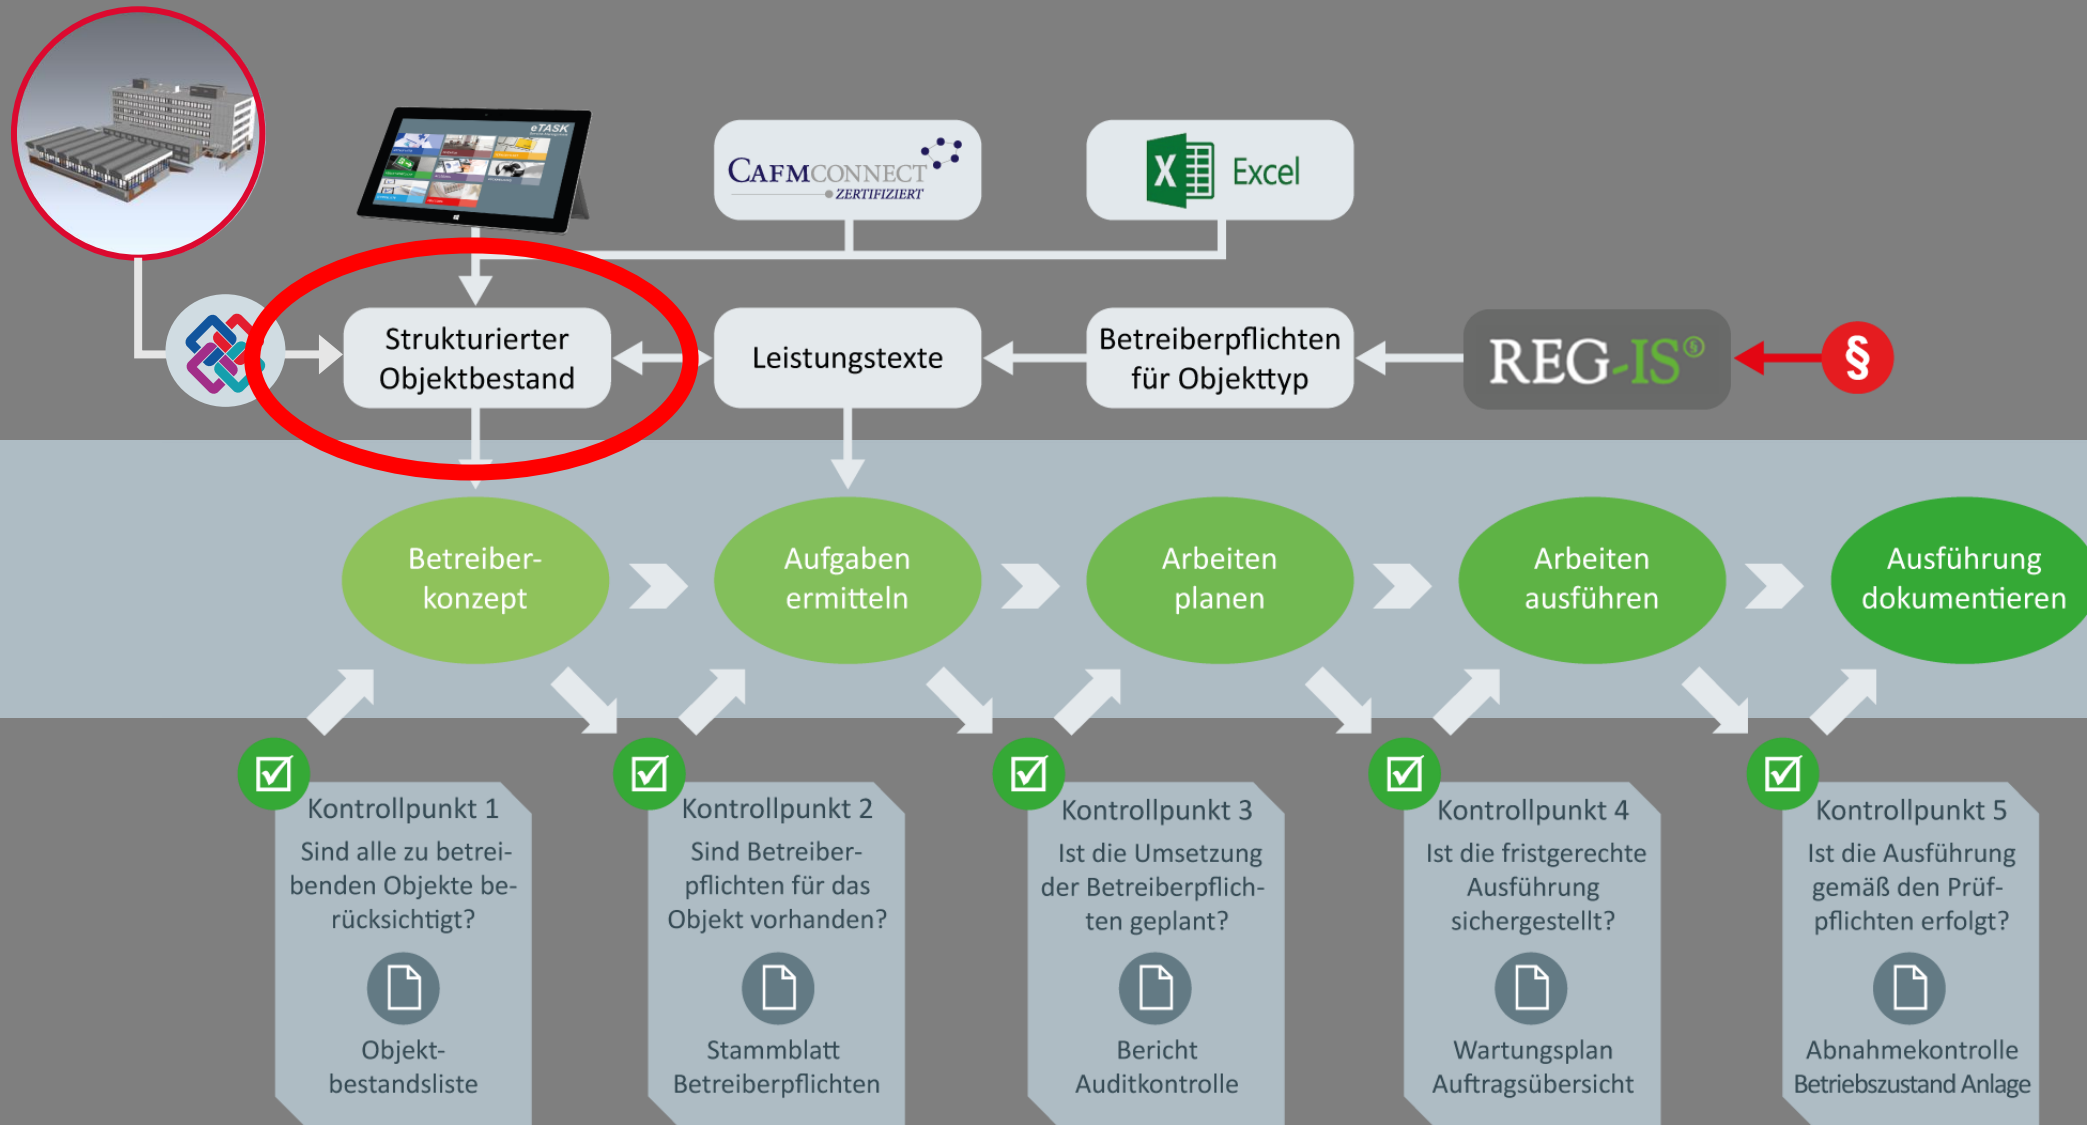 eTASK
CAFMCONNECT
ZERTIFIZIERT
X
Excel
Strukturierter
Objektbestand
Leistungstexte
Betreiberpflichten
für Objekttyp
REG-IS§
§
Betreiber-
konzept
Aufgaben
ermitteln
Arbeiten
planen
Arbeiten
ausführen
Ausführung
dokumentieren
Kontrollpunkt 1
Sind alle zu betrei-
benden Objekte be-
rücksichtigt?
Objekt-
bestandsliste
Kontrollpunkt 2
Sind Betreiber-
pflichten für das
Objekt vorhanden?
Stammblatt
Betreiberpflichten
Kontrollpunkt 3
Ist die Umsetzung
der Betreiberpflich-
ten geplant?
Bericht
Auditkontrolle
Kontrollpunkt 4
Ist die fristgerechte
Ausführung
sichergestellt?
Wartungsplan
Auftragsübersicht
Kontrollpunkt 5
Ist die Ausführung
gemäß den Prüf-
pflichten erfolgt?
Abnahmekontrolle
Betriebszustand Anlage